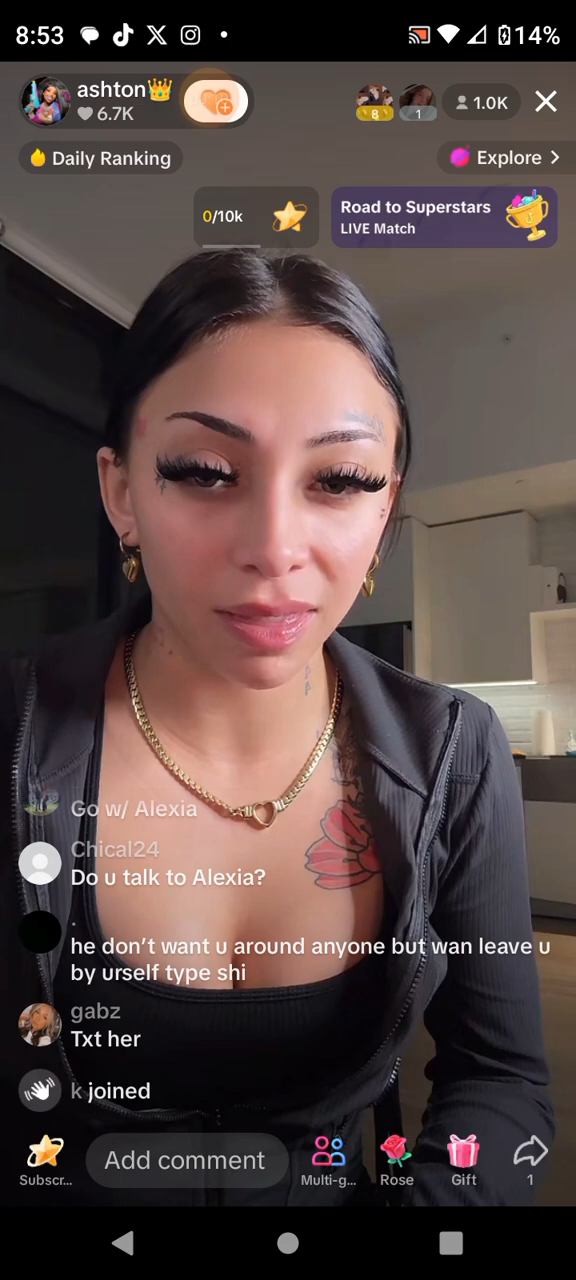 8:53
14%
ashton👑
6.7K
8
1
1.0K
Daily Ranking
Explore
0/10k
Road to Superstars
LIVE Match
Go w/ Alexia
Chical24
Do u talk to Alexia?
.
he don't want u around anyone but wan leave u
by urself type shi
gabz
Txt her
k joined
Add comment
Subscr...
Multi-g...
Rose
Gift
1